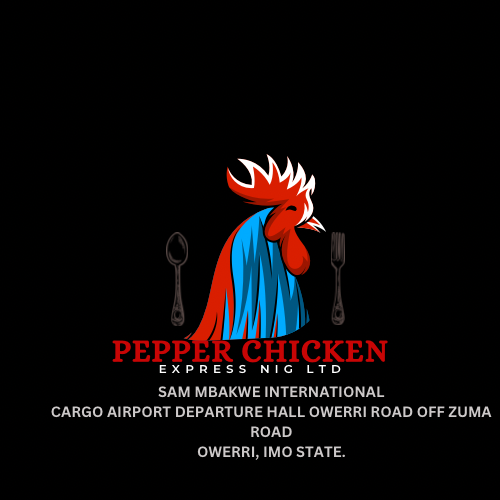 PEPPER CHICKEN
EXPRESS NIG LTD
SAM MBAKWE INTERNATIONAL
CARGO AIRPORT DEPARTURE HALL OWERRI ROAD OFF ZUMA
ROAD
OWERRI, IMO STATE.